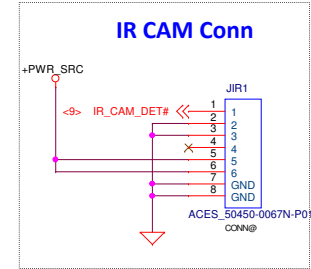 IR CAM Conn
+PWR_SRC
JIR1
<9> IR_CAM_DET#
1 1
2 2
3 3
4 4
5 5
6 6
7 GND
8 GND
ACES_50450-0067N-P01
CONN@